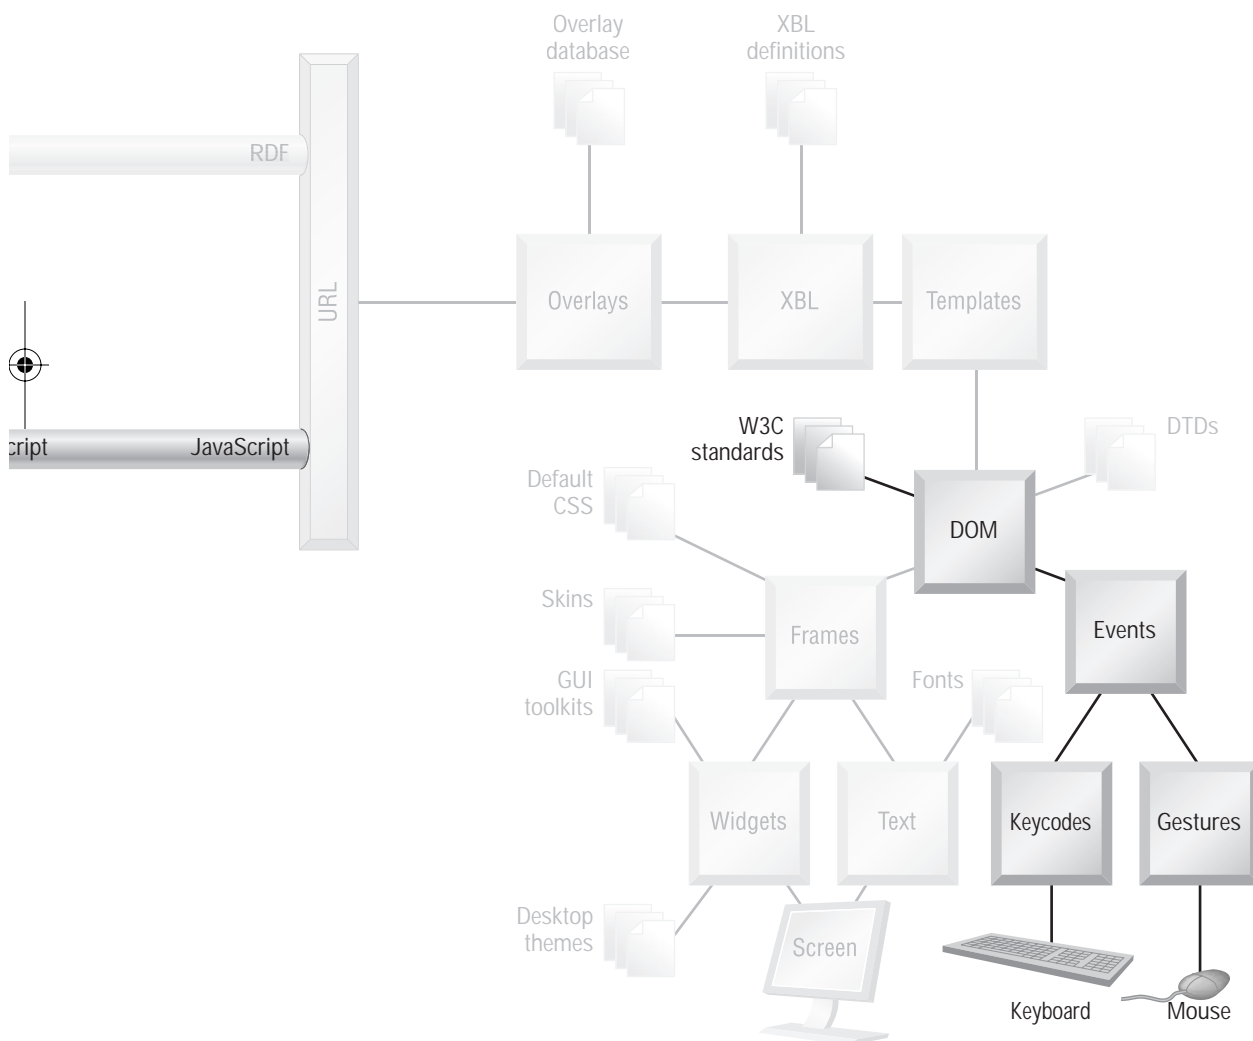 Overlay
database
XBL
definitions
RDF
URL
Overlays
XBL
Templates
W3C
standards
DTDs
cript
JavaScript
Default
CSS
DOM
Skins
Frames
Events
GUI
toolkits
Fonts
Widgets
Text
Keycodes
Gestures
Desktop
themes
Screen
Keyboard
Mouse